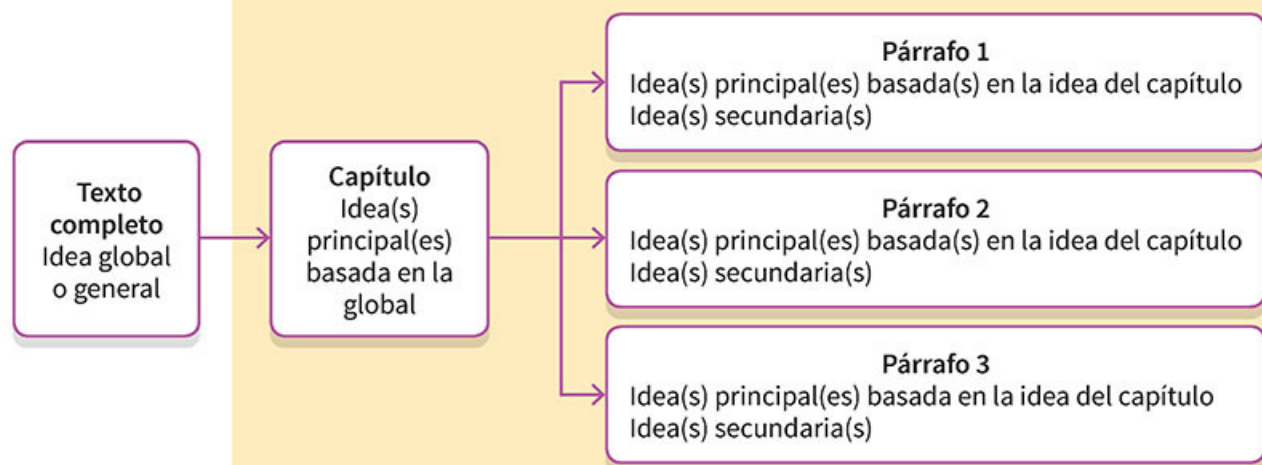 Texto
completo
Idea global
o general
Capítulo
Idea(s)
principal(es)
basada en la
global
Párrafo 1
Idea(s) principal(es) basada(s) en la idea del capítulo
Idea(s) secundaria(s)
Párrafo 2
Idea(s) principal(es) basada(s) en la idea del capítulo
Idea(s) secundaria(s)
Párrafo 3
Idea(s) principal(es) basada en la idea del capítulo
Idea(s) secundaria(s)